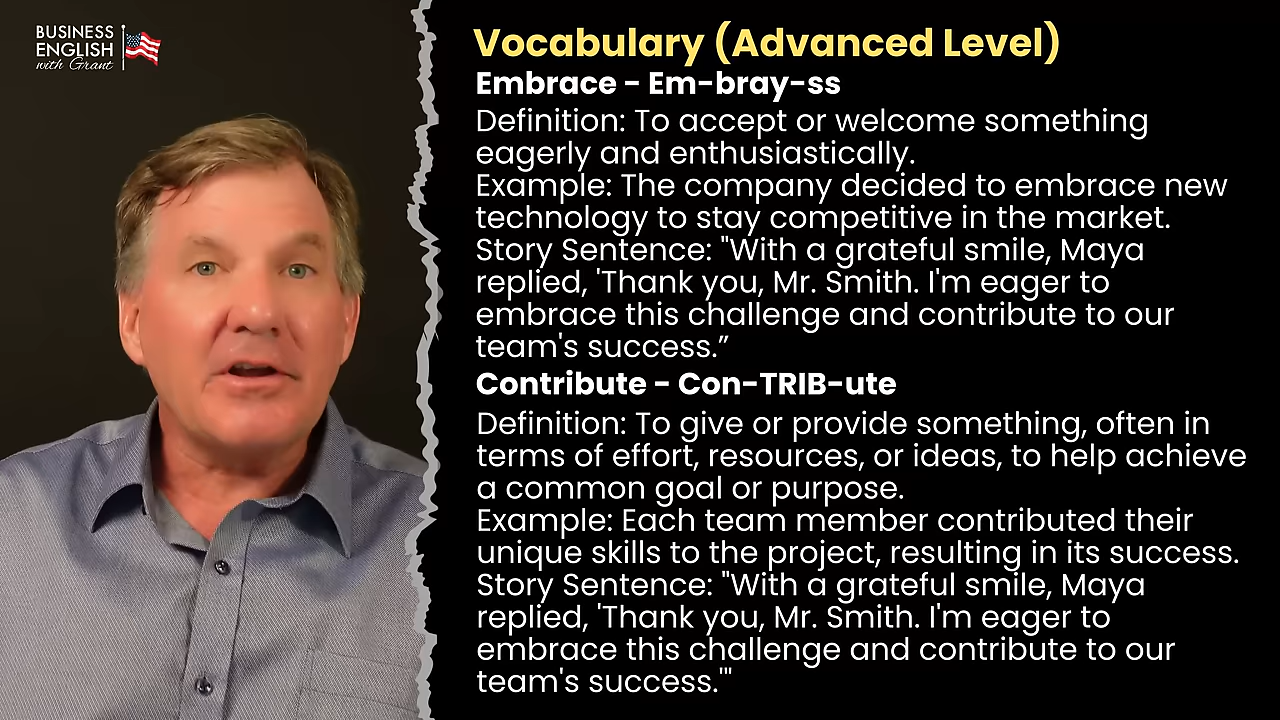 BUSINESS
ENGLISH
with Grant
Vocabulary (Advanced Level)
Embrace - Em-bray-ss
Definition: To accept or welcome something
eagerly and enthusiastically.
Example: The company decided to embrace new
technology to stay competitive in the market.
Story Sentence: "With a grateful smile, Maya
replied, 'Thank you, Mr. Smith. I'm eager to
embrace this challenge and contribute to our
team's success.”
Contribute - Con-TRIB-ute
Definition: To give or provide something, often in
terms of effort, resources, or ideas, to help achieve
a common goal or purpose.
Example: Each team member contributed their
unique skills to the project, resulting in its success.
Story Sentence: "With a grateful smile, Maya
replied, 'Thank you, Mr. Smith. I'm eager to
embrace this challenge and contribute to our
team's success.'"